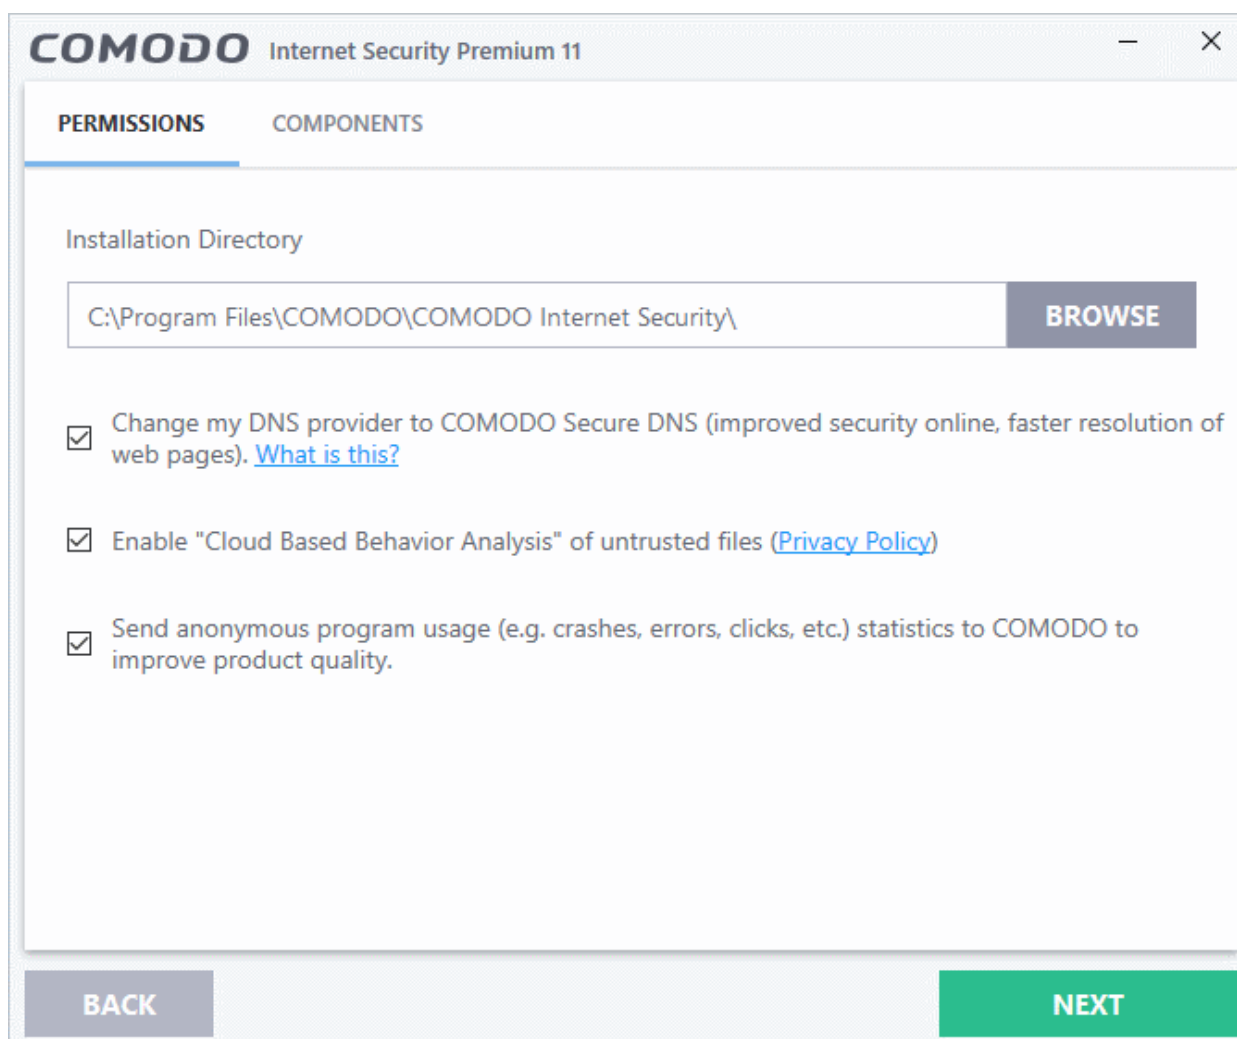 COMODO Internet Security Premium 11
PERMISSIONS COMPONENTS
Installation Directory
C:\Program Files\COMODO\COMODO Internet Security\ BROWSE
Change my DNS provider to COMODO Secure DNS (improved security online, faster resolution of
web pages). What is this?
Enable "Cloud Based Behavior Analysis" of untrusted files (Privacy Policy)
Send anonymous program usage (e.g. crashes, errors, clicks, etc.) statistics to COMODO to
improve product quality.
BACK NEXT